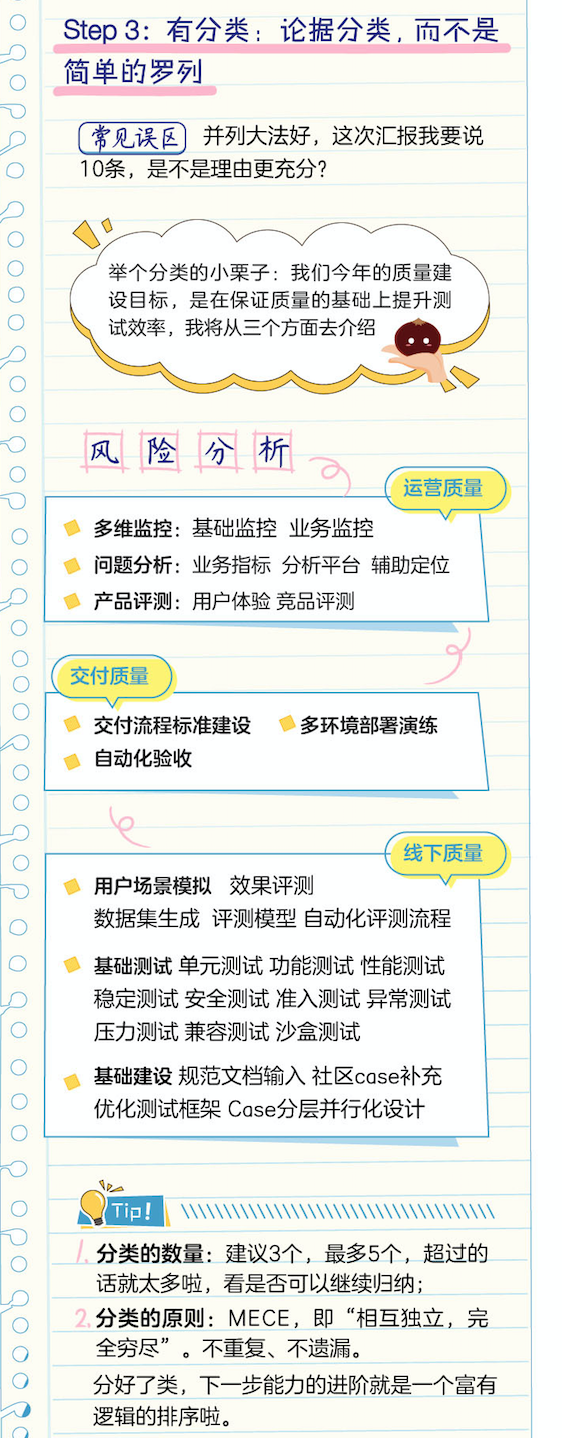 Step 3：有分类：论据分类，而不是
简单的罗列
常见误区 并列大法好，这次汇报我要说
10条，是不是理由更充分？
举个分类的小栗子：我们今年的质量建
设目标，是在保证质量的基础上提升测
试效率，我将从三个方面去介绍
风险分析
运营质量
多维监控：基础监控 业务监控
问题分析：业务指标 分析平台 辅助定位
产品评测：用户体验 竞品评测
交付质量
交付流程标准建设 多环境部署演练
自动化验收
线下质量
用户场景模拟 效果评测
数据集生成 评测模型 自动化评测流程
基础测试 单元测试 功能测试 性能测试
稳定测试 安全测试 准入测试 异常测试
压力测试 兼容测试 沙盒测试
基础建设 规范文档输入 社区case补充
优化测试框架 Case分层并行化设计
Tip!
1. 分类的数量：建议3个，最多5个，超过的
话就太多啦，看是否可以继续归纳；
2. 分类的原则：MECE，即“相互独立，完
全穷尽”。不重复、不遗漏。
分好了类，下一步能力的进阶就是一个富有
逻辑的排序啦。